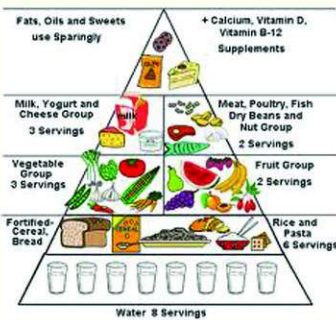 Fats, Oils and Sweets
use Sparingly
+ Calcium, Vitamin D,
Vitamin B-12
Supplements
Milk, Yogurt and
Cheese Group
3 Servings
milk
Meat, Poultry, Fish
Dry Beans and
Nut Group
2 Servings
Vegetable
Group
3 Servings
Fruit Group
2 Servings
Fortified-
Cereal,
Bread
CEREAL
Rice and
Pasta
6 Servings
Water 8 Servings